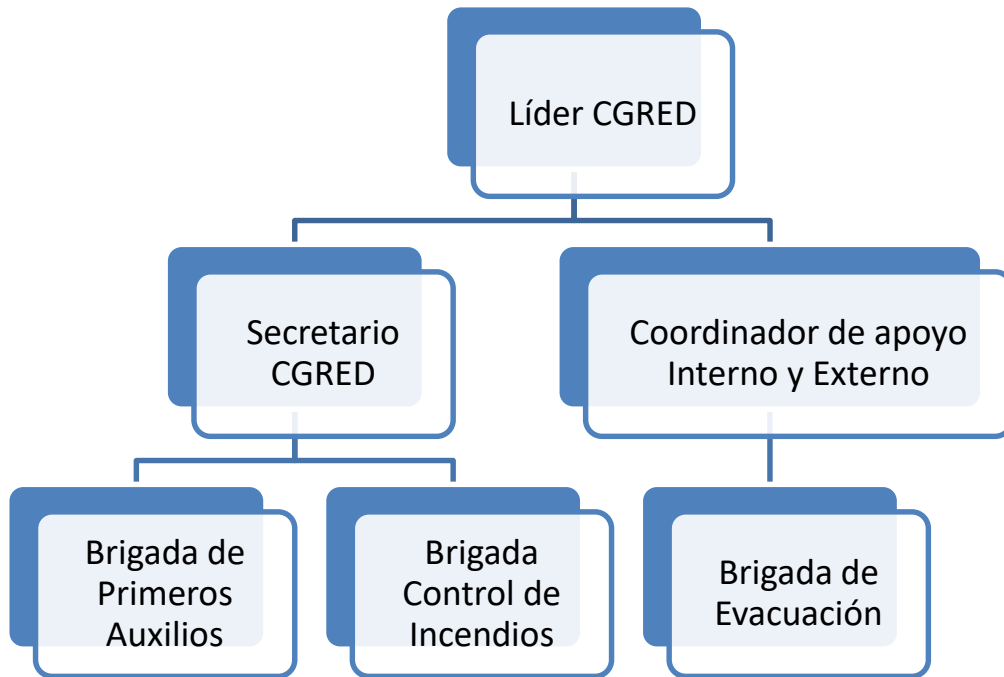 Líder CGRED
Secretario
CGRED
Coordinador de apoyo
Interno y Externo
Brigada de
Primeros
Auxilios
Brigada
Control de
Incendios
Brigada de
Evacuación